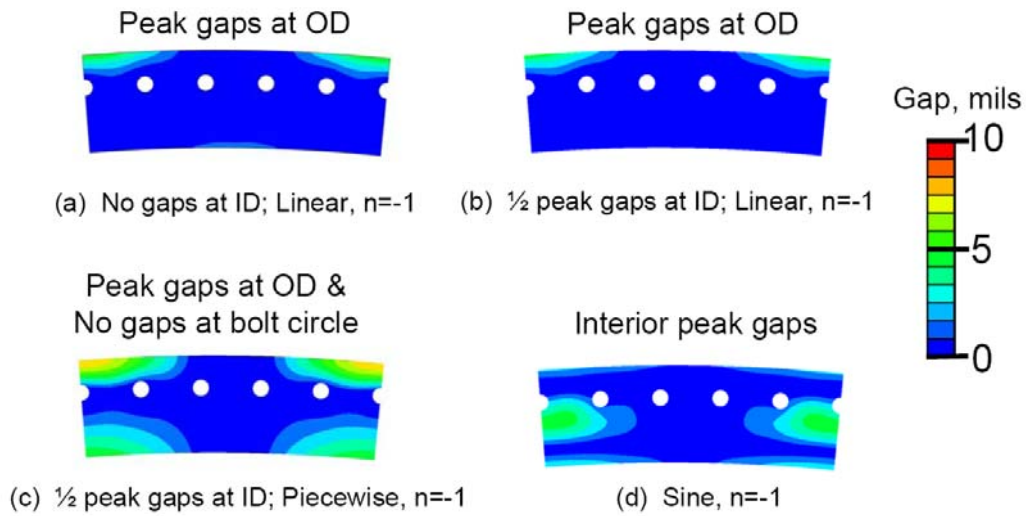 Peak gaps at OD
Peak gaps at OD
(a) No gaps at ID; Linear, n=-1
(b) ½ peak gaps at ID; Linear, n=-1
Gap, mils
10
5
0
Peak gaps at OD &
No gaps at bolt circle
Interior peak gaps
(c) ½ peak gaps at ID; Piecewise, n=-1
(d) Sine, n=-1